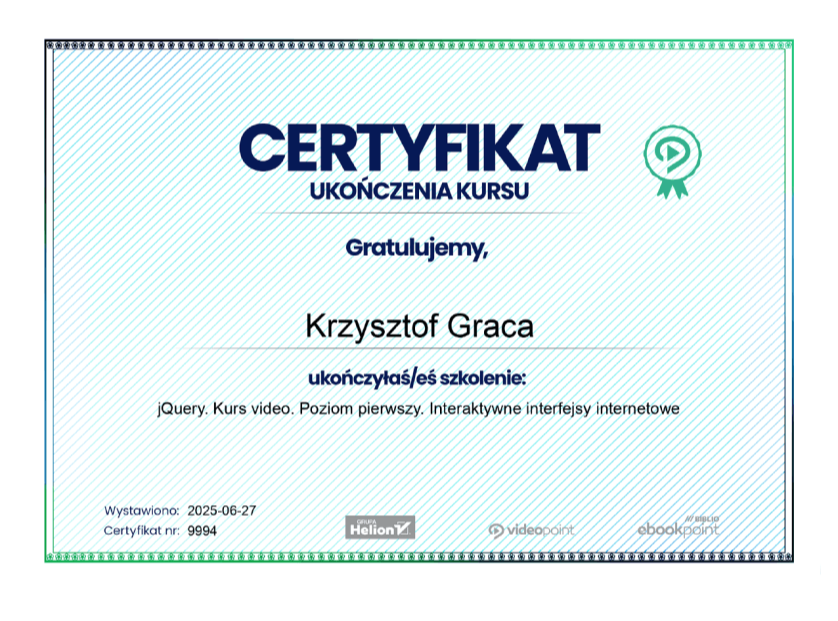 CERTYFIKAT
UKOŃCZENIA KURSU
Gratulujemy,
Krzysztof Graca
ukończyłaś/eś szkolenie:
jQuery. Kurs video. Poziom pierwszy. Interaktywne interfejsy internetowe
Wystawiono: 2025-06-27
Certyfikat nr: 9994
GRUPA
Helion
videopoint
BIBLIO
ebookpoint